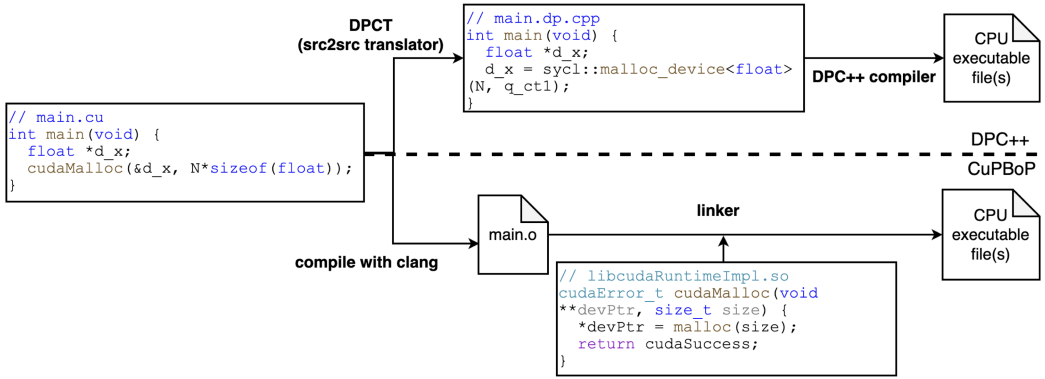 DPCT
(src2src translator)
// main.dp.cpp
int main(void) {
  float *d_x;
  d_x = sycl::malloc_device<float>
(N, q_ct1);
}
DPC++ compiler
CPU
executable
file(s)
// main.cu
int main(void) {
  float *d_x;
  cudaMalloc(&d_x, N*sizeof(float));
}
DPC++
CuPBoP
compile with clang
main.o
linker
// libcudaRuntimeImpl.so
cudaError_t cudaMalloc(void
**devPtr, size_t size) {
  *devPtr = malloc(size);
  return cudaSuccess;
}
CPU
executable
file(s)